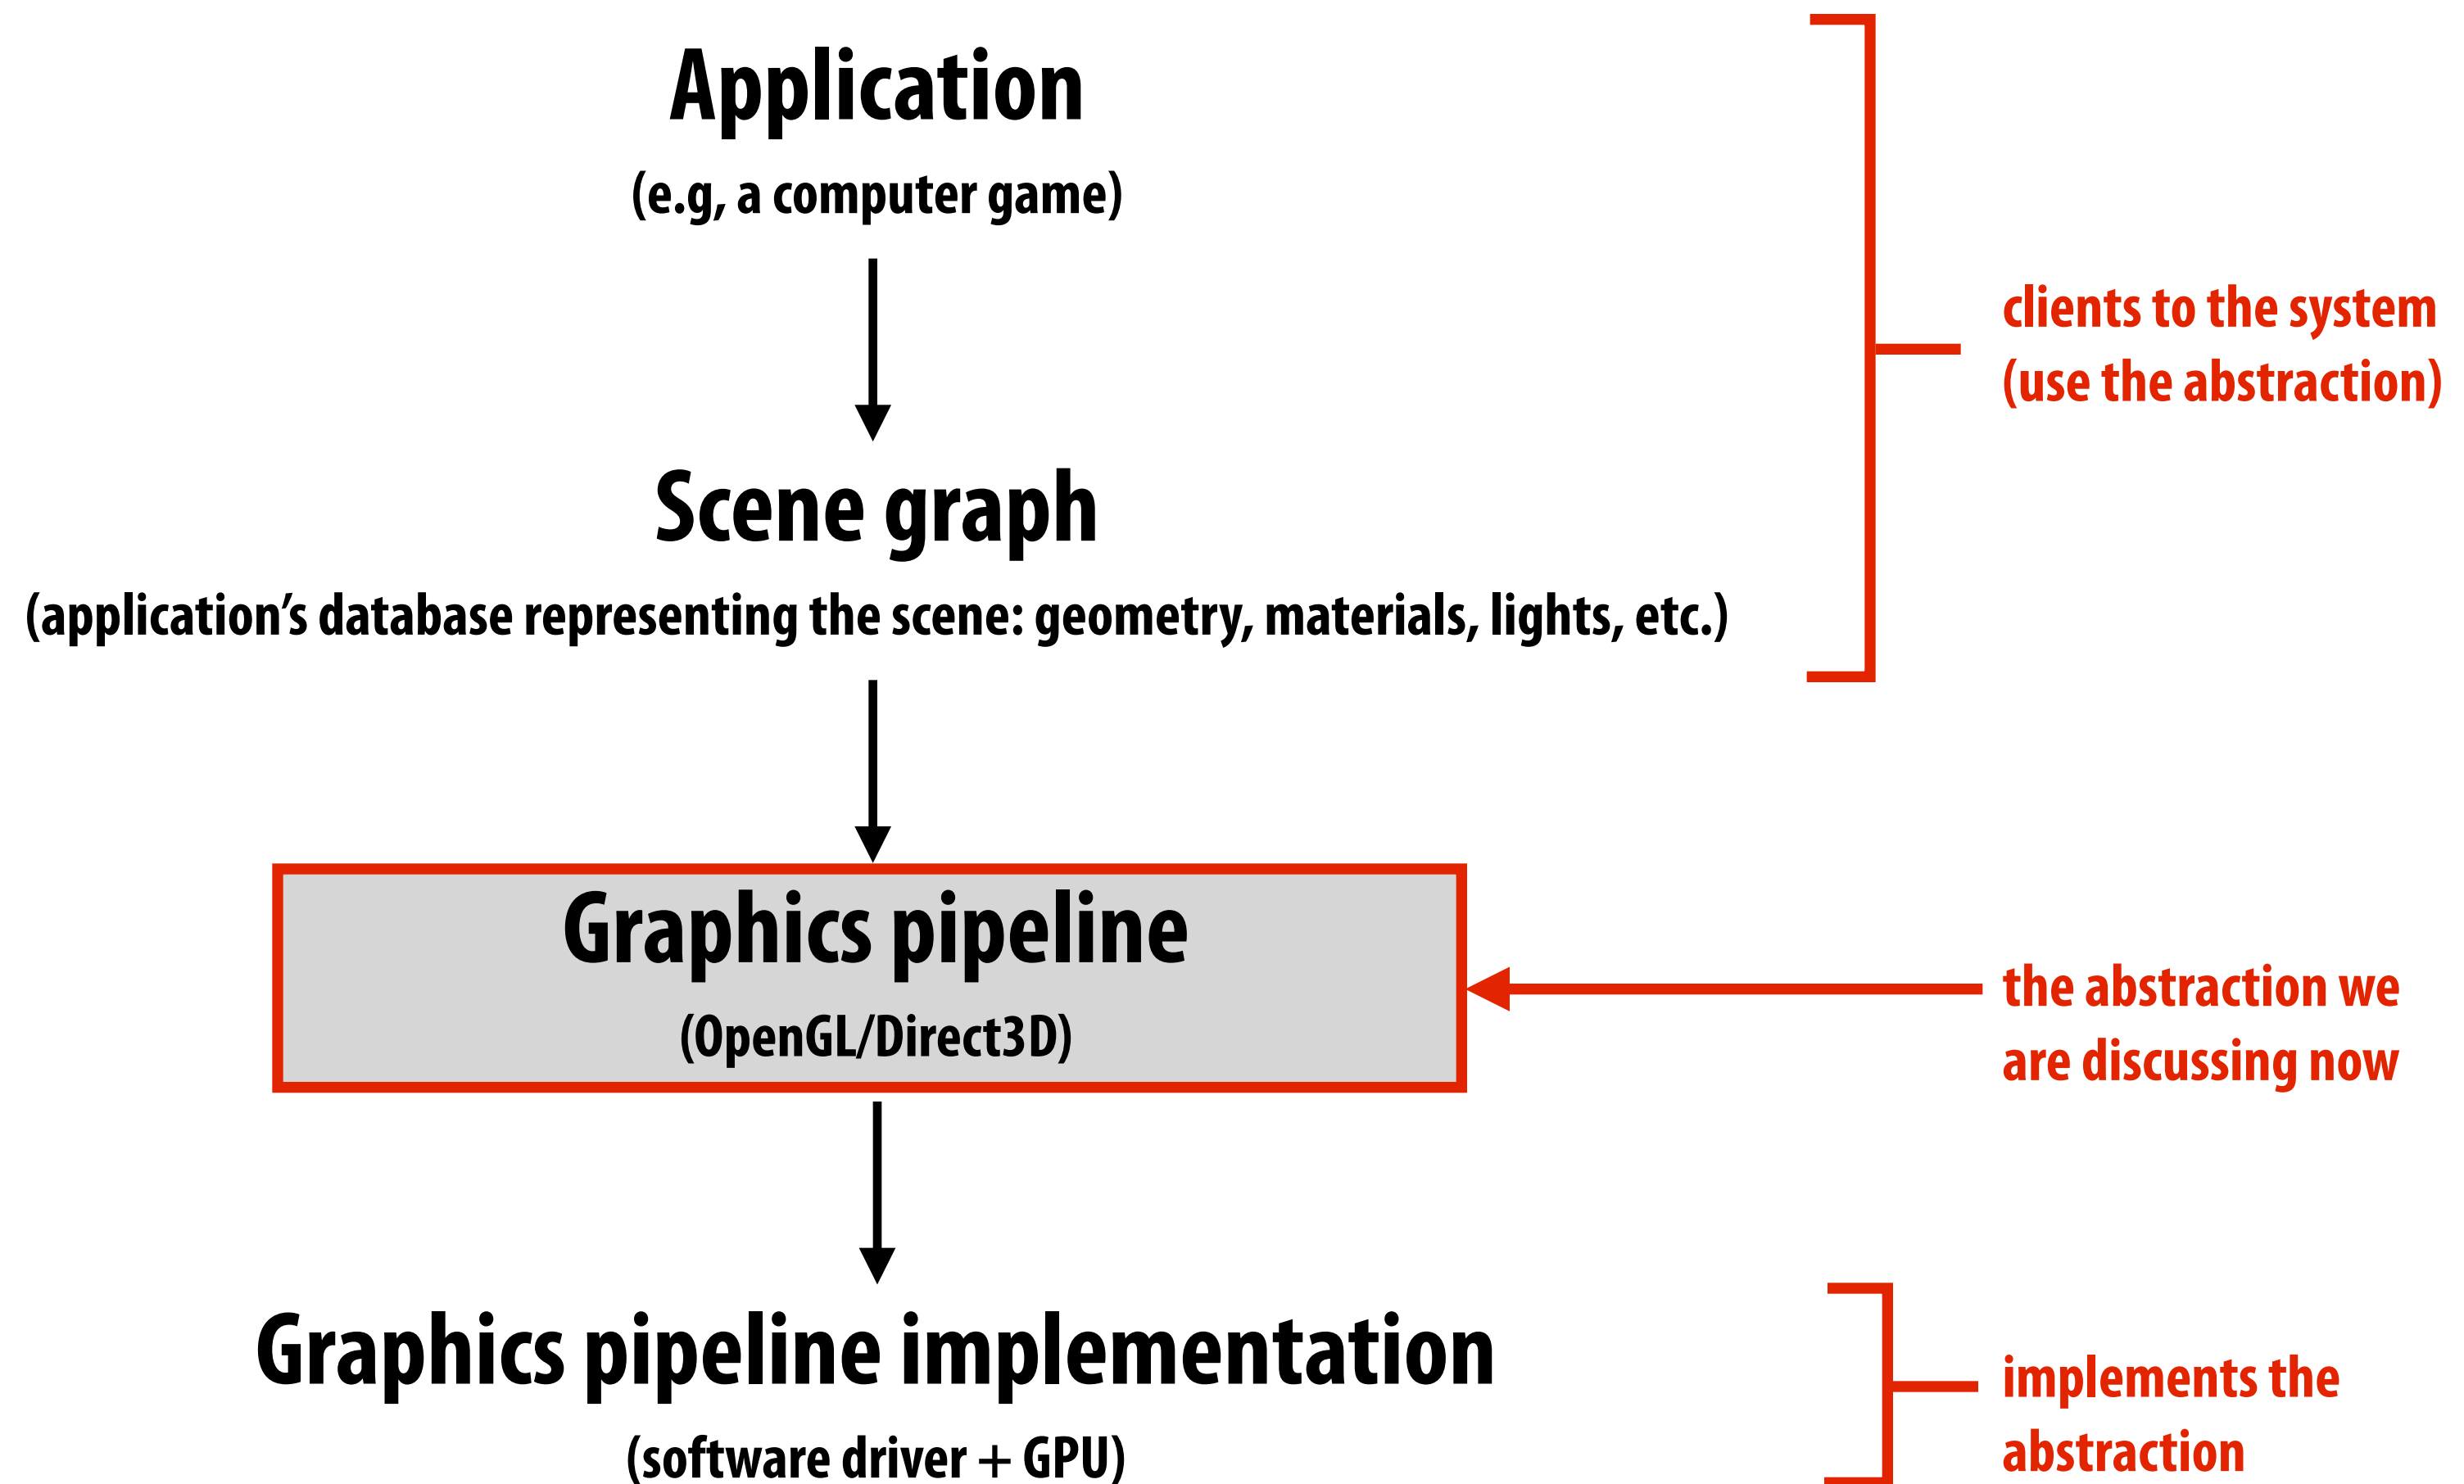 Application
(e.g, a computer game)
clients to the system
(use the abstraction)
Scene graph
(application’s database representing the scene: geometry, materials, lights, etc.)
Graphics pipeline
(OpenGL/Direct3D)
the abstraction we
are discussing now
Graphics pipeline implementation
(software driver + GPU)
implements the
abstraction